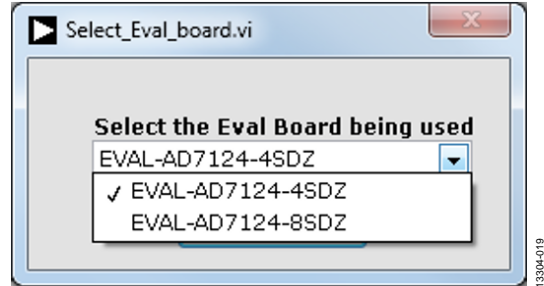 Select_Eval_board.vi
Select the Eval Board being used
EVAL-AD7124-4SDZ
✓ EVAL-AD7124-4SDZ
EVAL-AD7124-8SDZ
13304-019